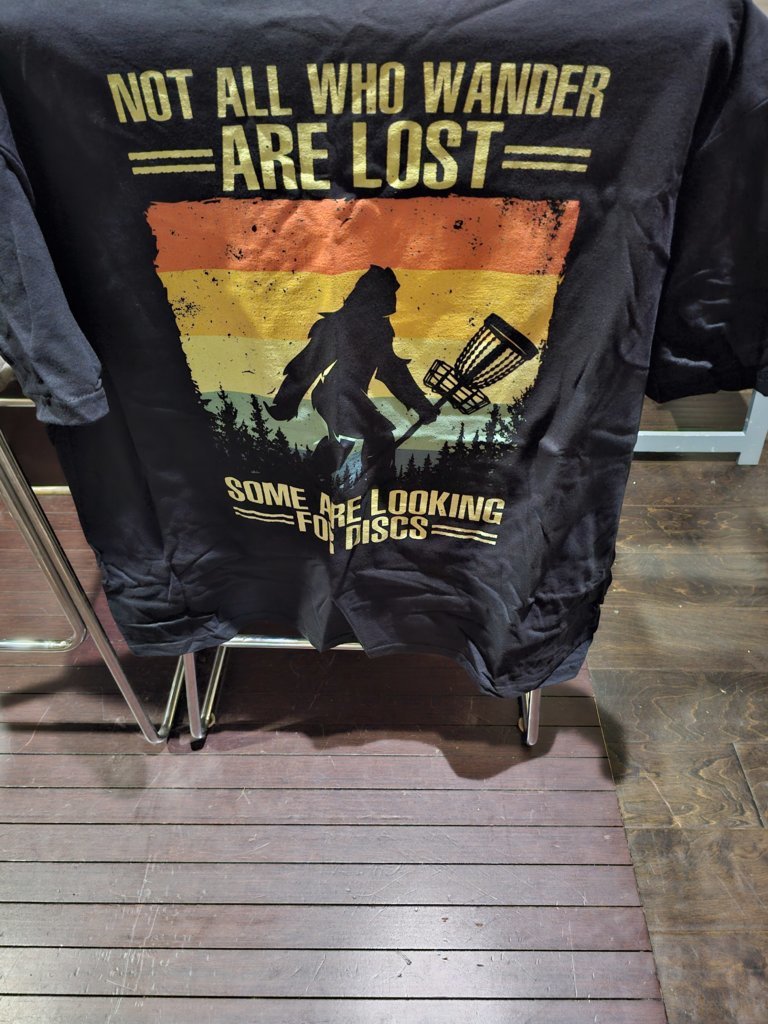 NOT ALL WHO WANDER
ARE LOST
SOME ARE LOOKING
FOR DISCS